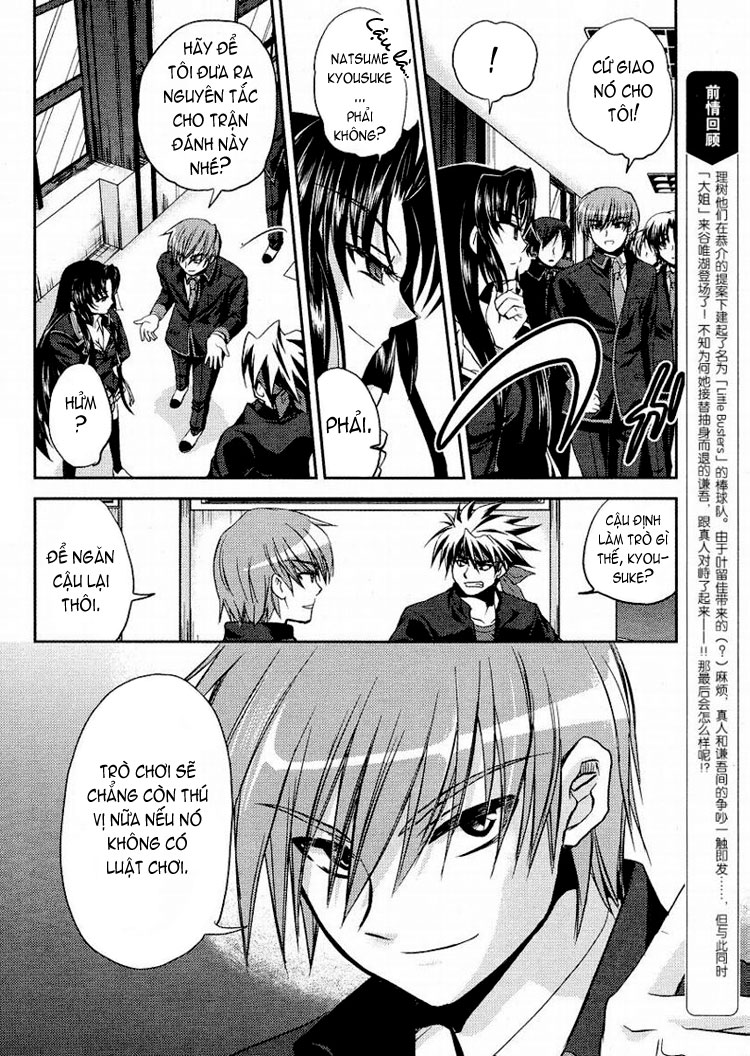 前情回顾
理树他们在恭介的提案下建起了名为「Little Busters」的棒球队。由于叶留佳带来的（？）麻烦，真人和谦吾间的争吵一触即发……，但与此同时
「大姐」来谷唯湖登场了！不知为何她接替抽身而退的谦吾，跟真人对峙了起来——!!那最后会怎么样呢!?
CỨ GIAO
NÓ CHO
TÔI!
!
Cậu là...
NATSUME
KYOUSUKE
...
PHẢI
KHÔNG?
PHẢI.
HÃY ĐỂ
TÔI ĐƯA RA
NGUYÊN TẮC
CHO TRẬN
ĐÁNH NÀY
NHÉ?
HỬM
?
CẬU ĐỊNH
LÀM TRÒ GÌ
THẾ, KYOU-
SUKE?
ĐỂ NGĂN
CẬU LẠI
THÔI.
TRÒ CHƠI SẼ
CHẲNG CÒN THÚ
VỊ NỮA NẾU NÓ
KHÔNG CÓ
LUẬT CHƠI.